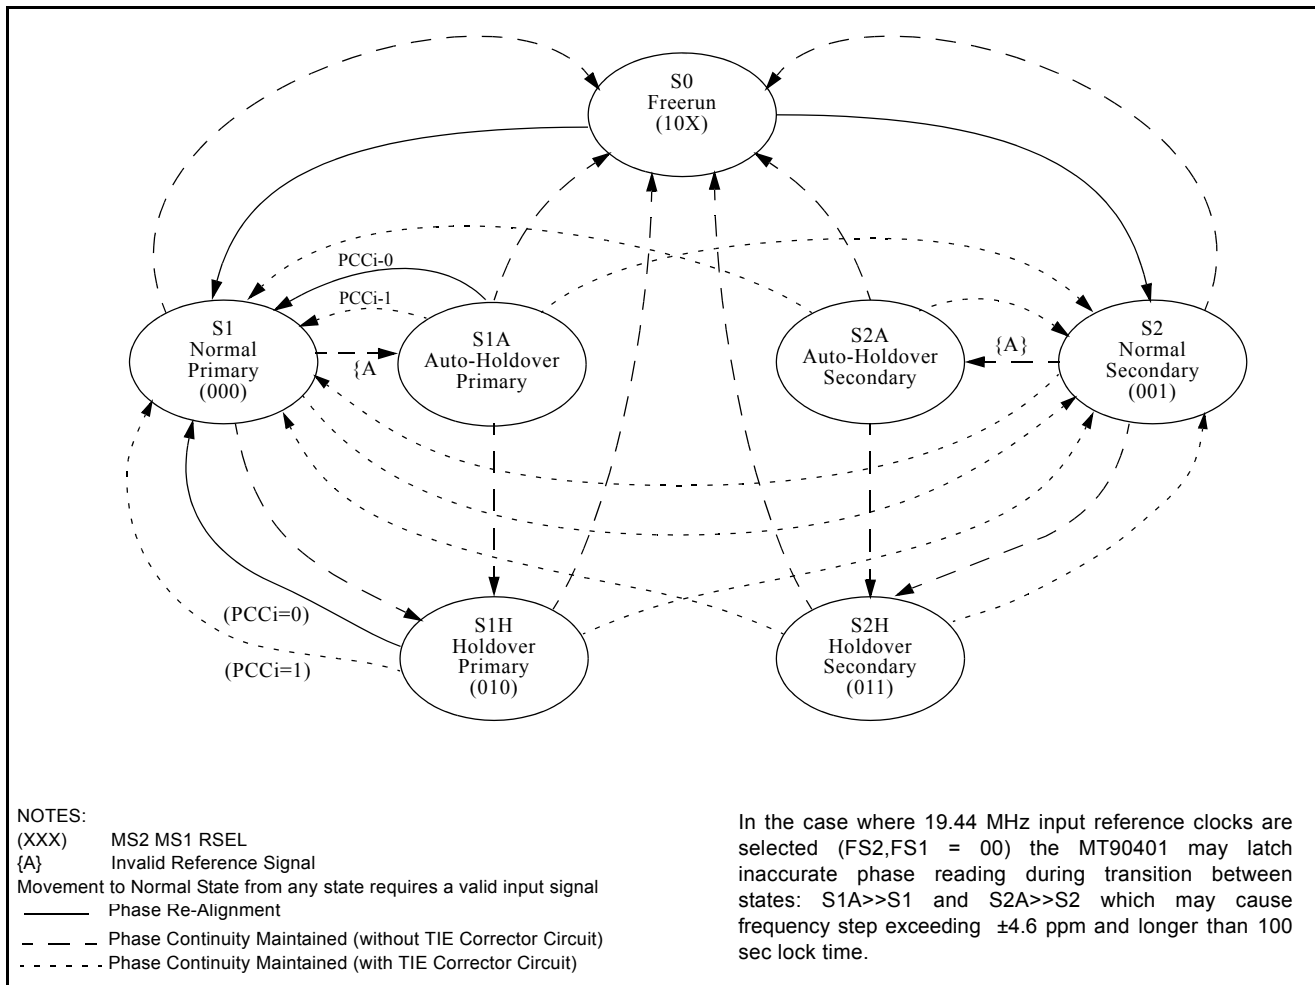 S0
Freerun
(10X)
PCCi-0
PCCi-1
S1
Normal
Primary
(000)
{A
S1A
Auto-Holdover
Primary
S2A
Auto-Holdover
Secondary
{A}
S2
Normal
Secondary
(001)
(PCCi=0)
(PCCi=1)
S1H
Holdover
Primary
(010)
S2H
Holdover
Secondary
(011)
NOTES:
(XXX) MS2 MS1 RSEL
{A} Invalid Reference Signal
Movement to Normal State from any state requires a valid input signal
Phase Re-Alignment
Phase Continuity Maintained (without TIE Corrector Circuit)
Phase Continuity Maintained (with TIE Corrector Circuit)
In the case where 19.44 MHz input reference clocks are
selected (FS2,FS1 = 00) the MT90401 may latch
inaccurate phase reading during transition between
states: S1A>>S1 and S2A>>S2 which may cause
frequency step exceeding ±4.6 ppm and longer than 100
sec lock time.